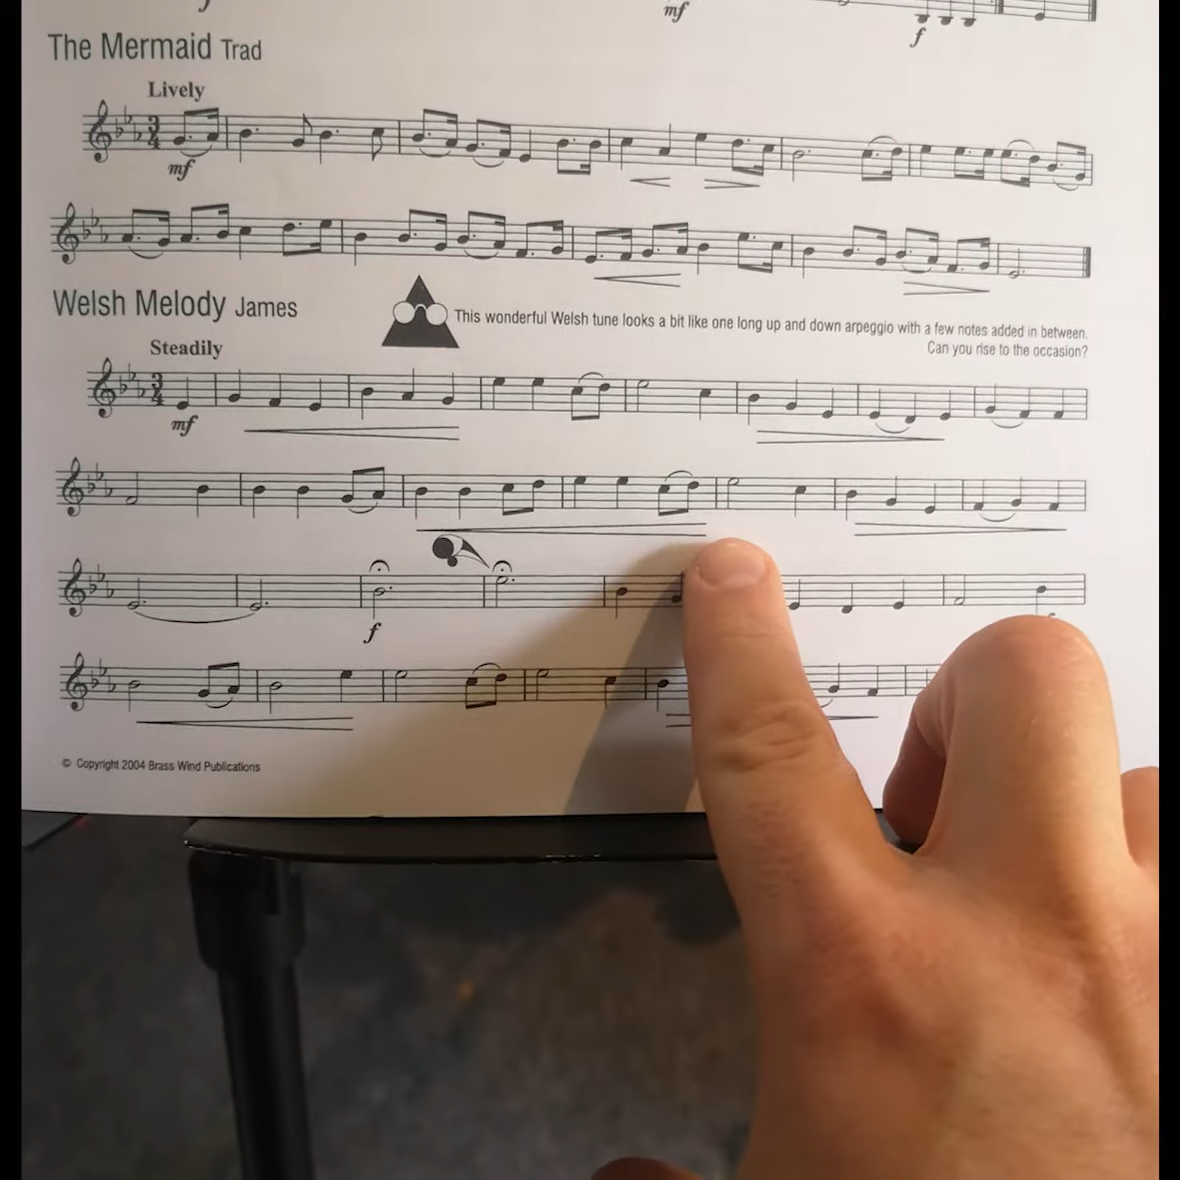 mf
f
The Mermaid Trad
Lively
mf
Welsh Melody James
This wonderful Welsh tune looks a bit like one long up and down arpeggio with a few notes added in between.
Can you rise to the occasion?
Steadily
mf
f
© Copyright 2004 Brass Wind Publications